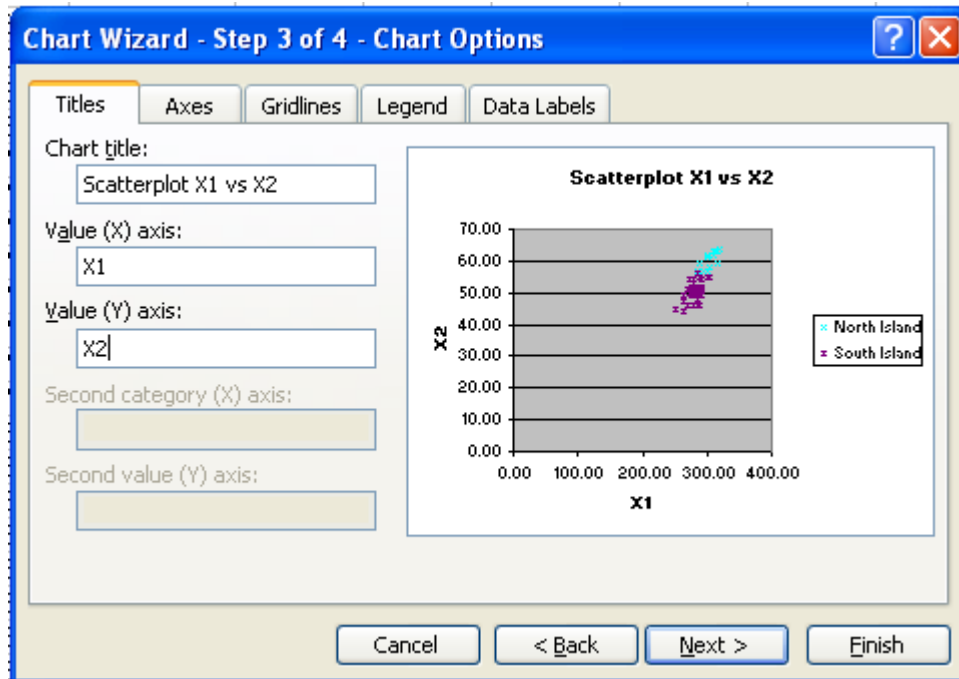 Chart Wizard - Step 3 of 4 - Chart Options
Titles Axes Gridlines Legend Data Labels
Chart title:
Scatterplot X1 vs X2
Value (X) axis:
X1
Value (Y) axis:
X2
Second category (X) axis:
Second value (Y) axis:
Scatterplot X1 vs X2
70.00
60.00
50.00
40.00
30.00
20.00
10.00
0.00
X2
0.00 100.00 200.00 300.00 400.00
X1
North Island
South Island
Cancel < Back Next > Finish